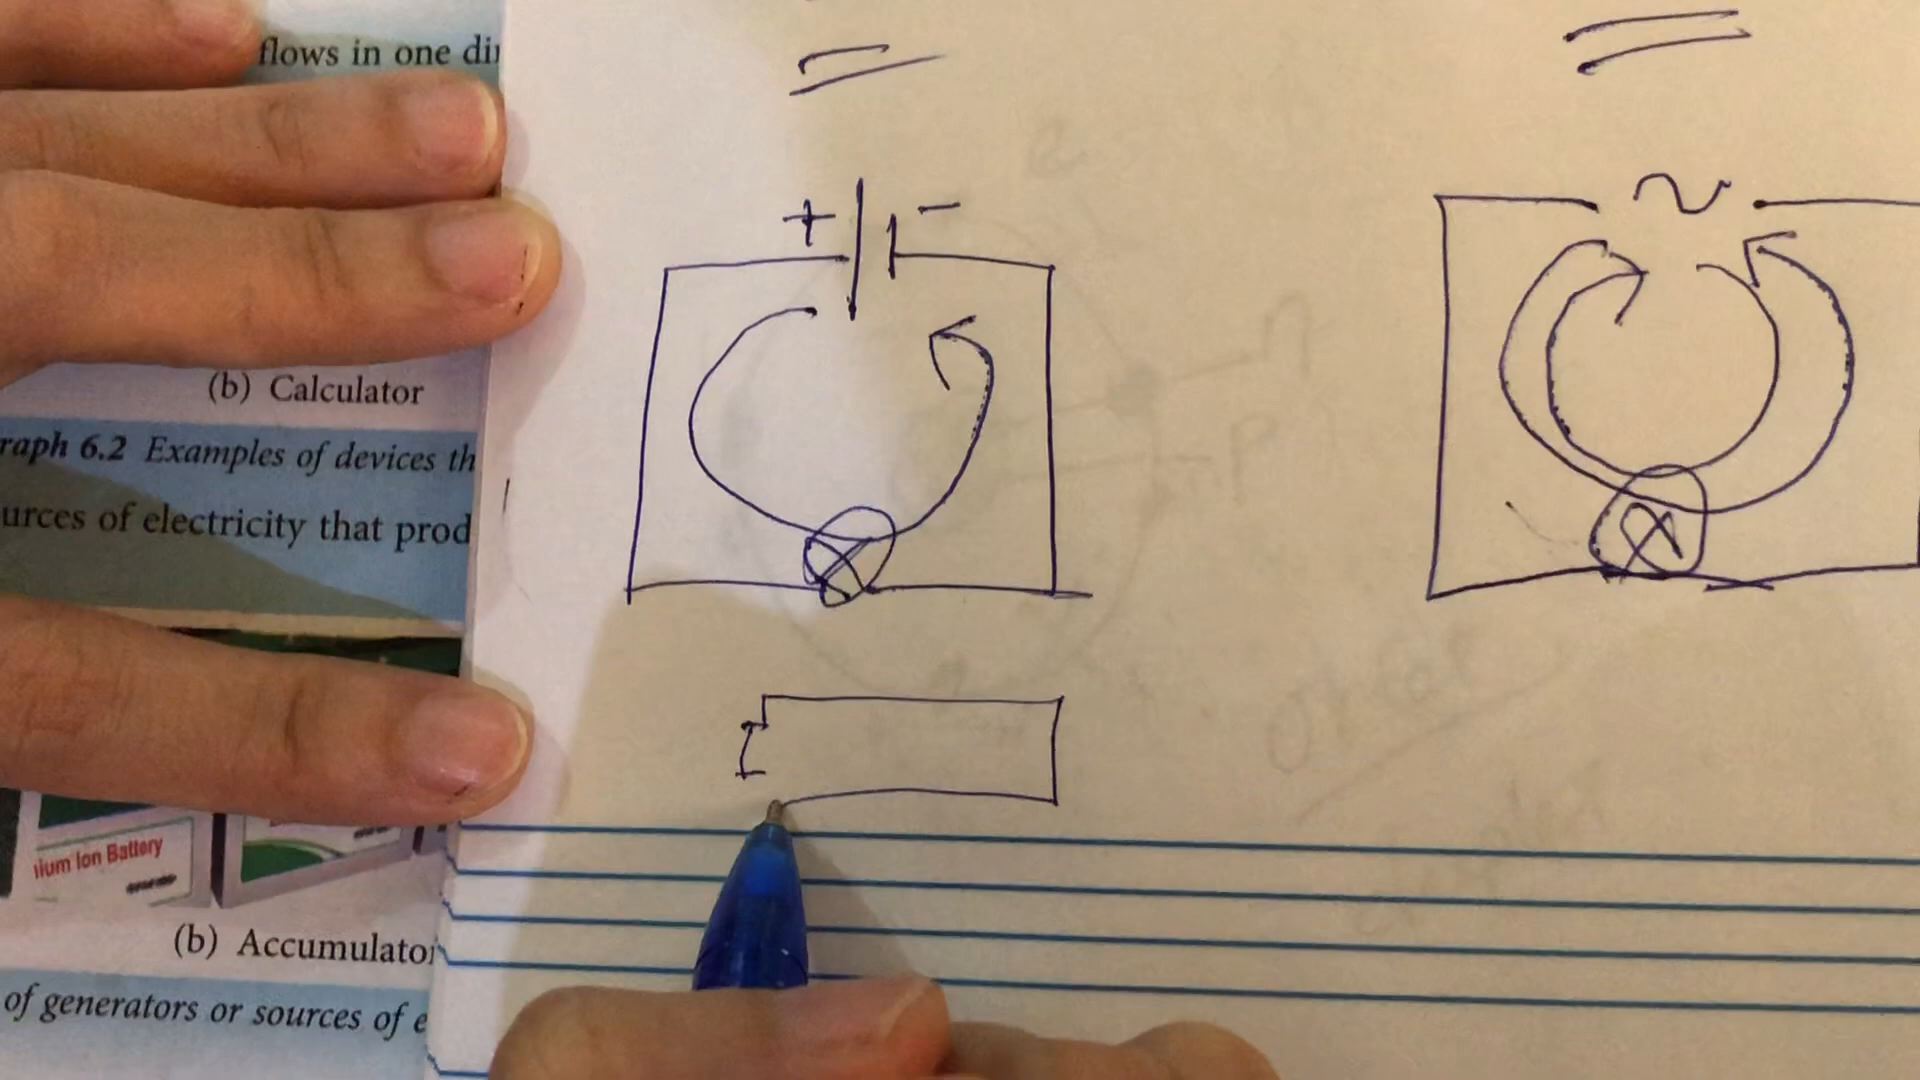 flows in one
(b) Calculator
raph 6.2 Examples of devices th
urces of electricity that prod
+ -
~
ium Ion Battery
(b) Accumulator
of generators or sources of e